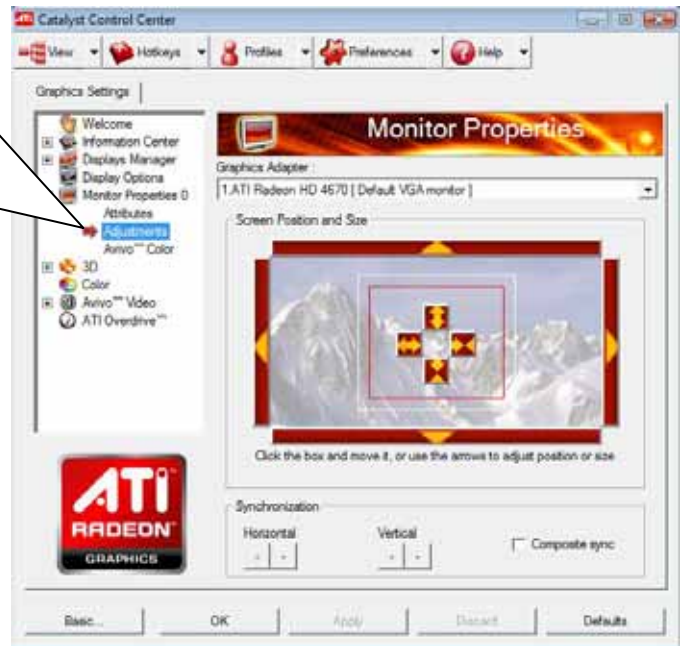 Catalyst Control Center
View Hotkeys Profiles Preferences Help
Graphics Settings
Welcome
Information Center
Displays Manager
Display Options
Monitor Properties 0
Attributes
Adjustments
Avivo™ Color
3D
Color
Avivo™ Video
ATI Overdrive™
Monitor Properties
Graphics Adapter :
1.ATI Radeon HD 4670 [ Default VGA monitor ]
Screen Position and Size
Click the box and move it, or use the arrows to adjust position or size
Synchronization
Horizontal Vertical
Composite sync
ATI
RADEON
GRAPHICS
Basic... OK Apply Discard Defaults